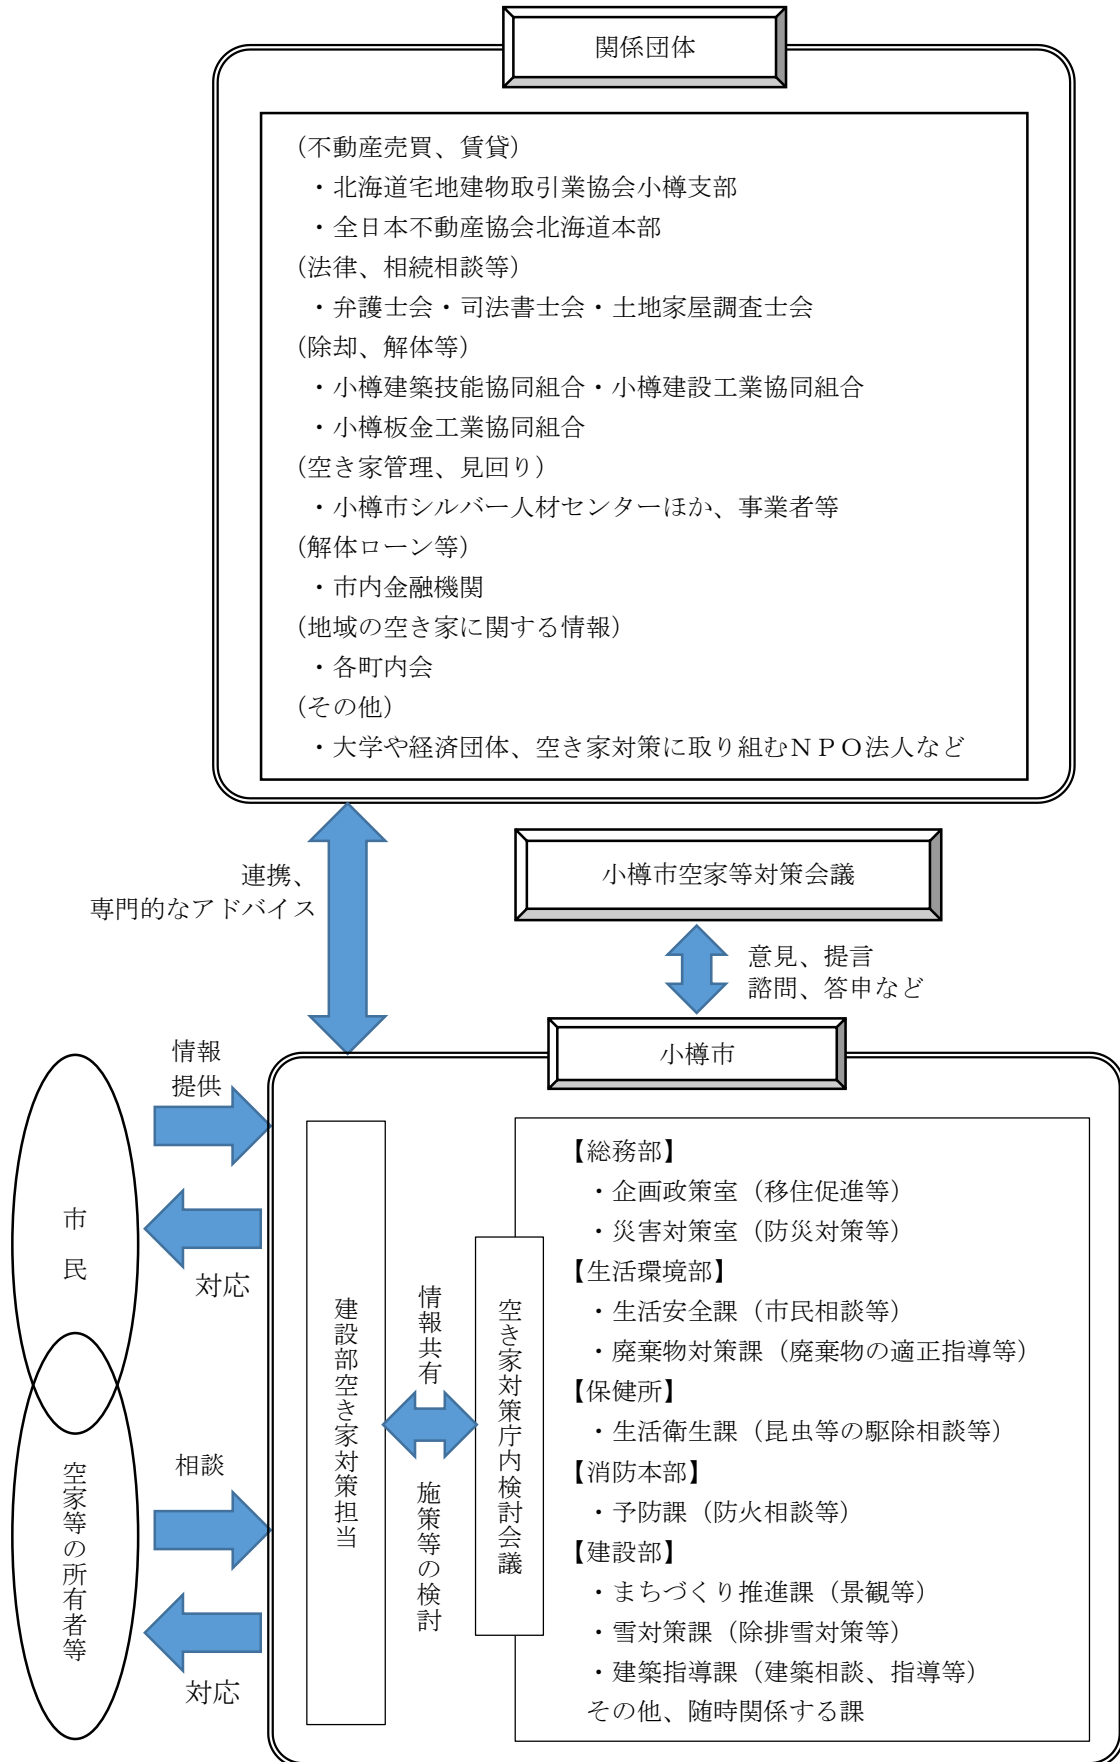 関係団体
(不動産売買、賃貸)
・北海道宅地建物取引業協会小樽支部
・全日本不動産協会北海道本部
(法律、相続相談等)
・弁護士会・司法書士会・土地家屋調査士会
(除却、解体等)
・小樽建築技能協同組合・小樽建設工業協同組合
・小樽板金工業協同組合
(空き家管理、見回り)
・小樽市シルバー人材センターほか、事業者等
(解体ローン等)
・市内金融機関
(地域の空き家に関する情報)
・各町内会
(その他)
・大学や経済団体、空き家対策に取り組むＮＰＯ法人など
連携、
専門的なアドバイス
小樽市空家等対策会議
意見、提言
諮問、答申など
小樽市
情報
提供
対応
市民
相談
対応
空家等の所有者等
建設部空き家対策担当
情報共有
施策等の検討
空き家対策庁内検討会議
【総務部】
・企画政策室（移住促進等）
・災害対策室（防災対策等）
【生活環境部】
・生活安全課（市民相談等）
・廃棄物対策課（廃棄物の適正指導等）
【保健所】
・生活衛生課（昆虫等の駆除相談等）
【消防本部】
・予防課（防火相談等）
【建設部】
・まちづくり推進課（景観等）
・雪対策課（除排雪対策等）
・建築指導課（建築相談、指導等）
その他、随時関係する課